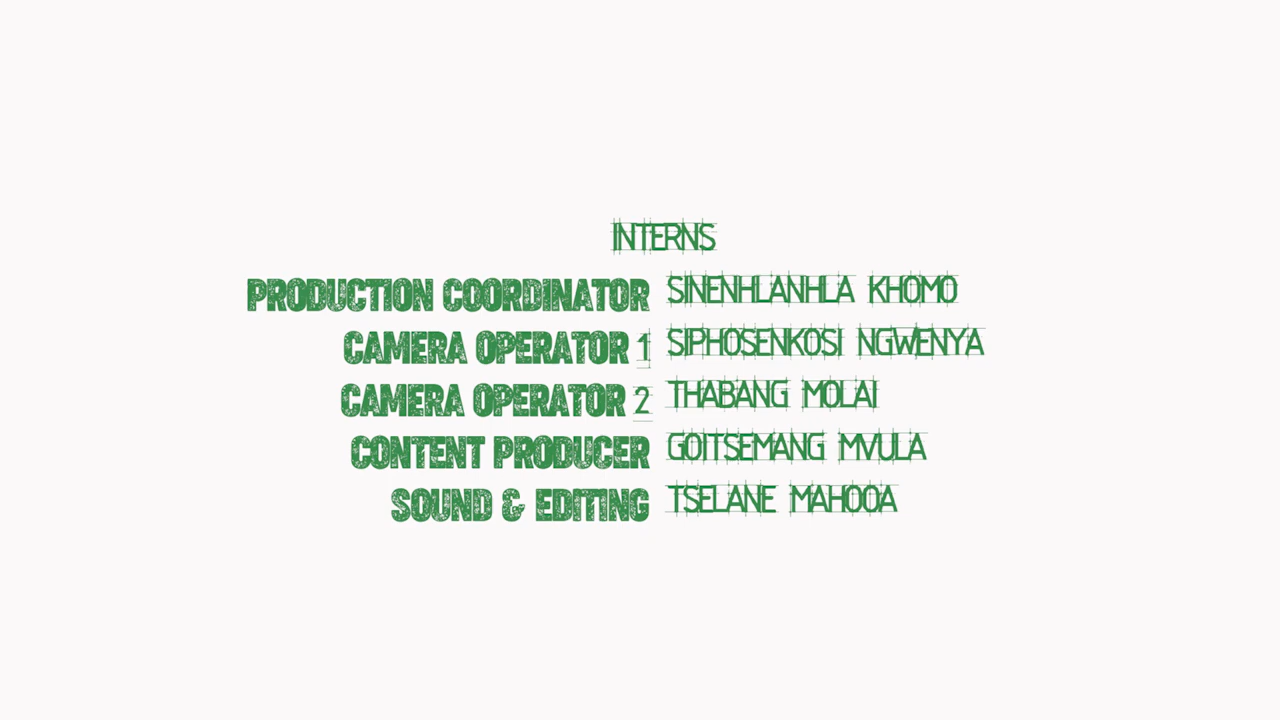 INTERNS
PRODUCTION COORDINATOR SINENHLANHLA KHOMO
CAMERA OPERATOR 1 SIPHOSENKOSI NGWENYA
CAMERA OPERATOR 2 THABANG MOLAI
CONTENT PRODUCER GOITSEMANG MVULA
SOUND & EDITING TSELANE MAHOOA